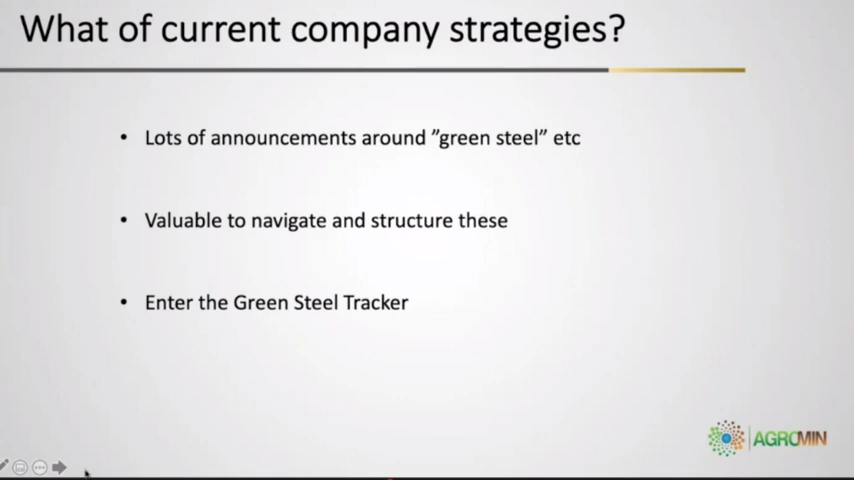 What of current company strategies?
• Lots of announcements around ”green steel” etc
• Valuable to navigate and structure these
• Enter the Green Steel Tracker
AGROMIN